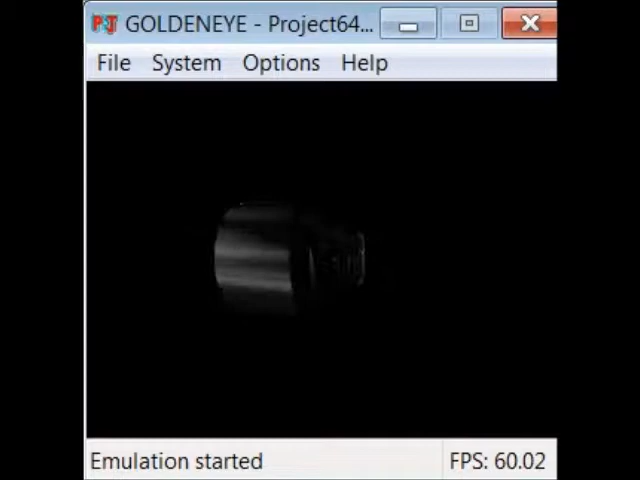 GOLDENEYE - Project64...
File System Options Help
Emulation started
FPS: 60.02